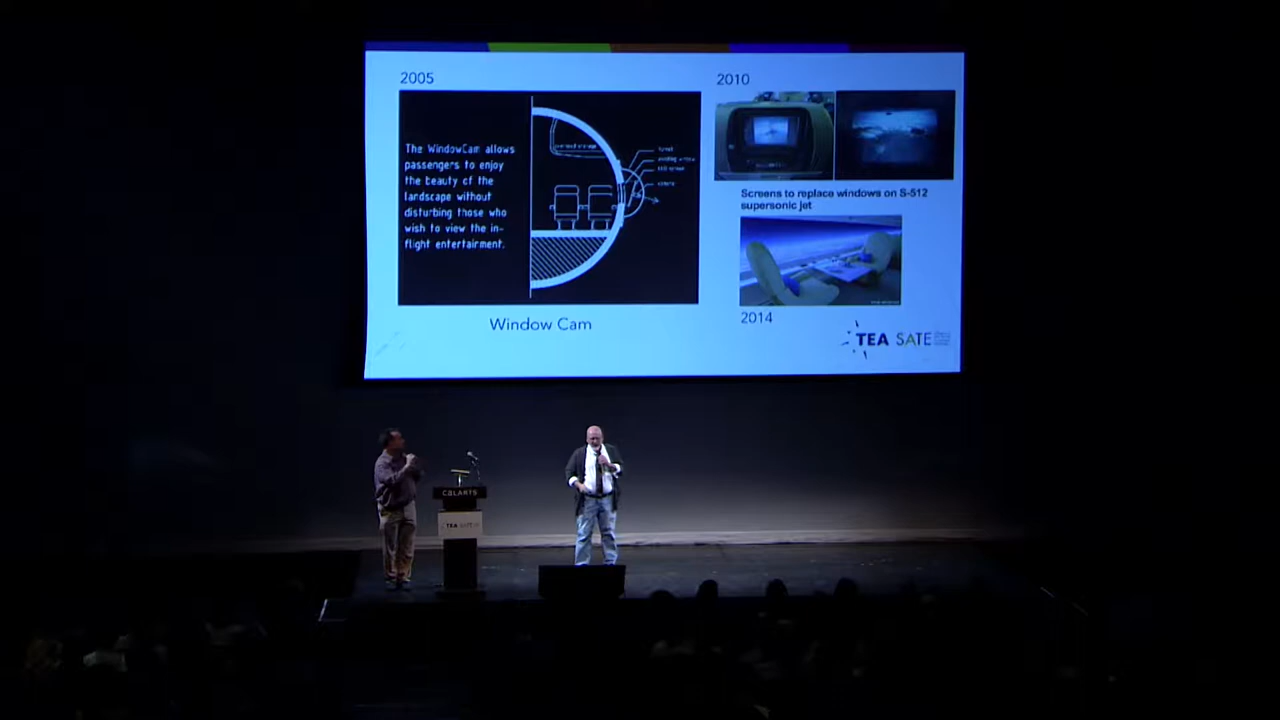 2005
The WindowCam allows
passengers to enjoy
the beauty of the
landscape without
disturbing those who
wish to view the in-
flight entertainment.
Window Cam
2010
Screens to replace windows on S-512
supersonic jet
2014
TEA SATE
CALARTS
TEA SATE